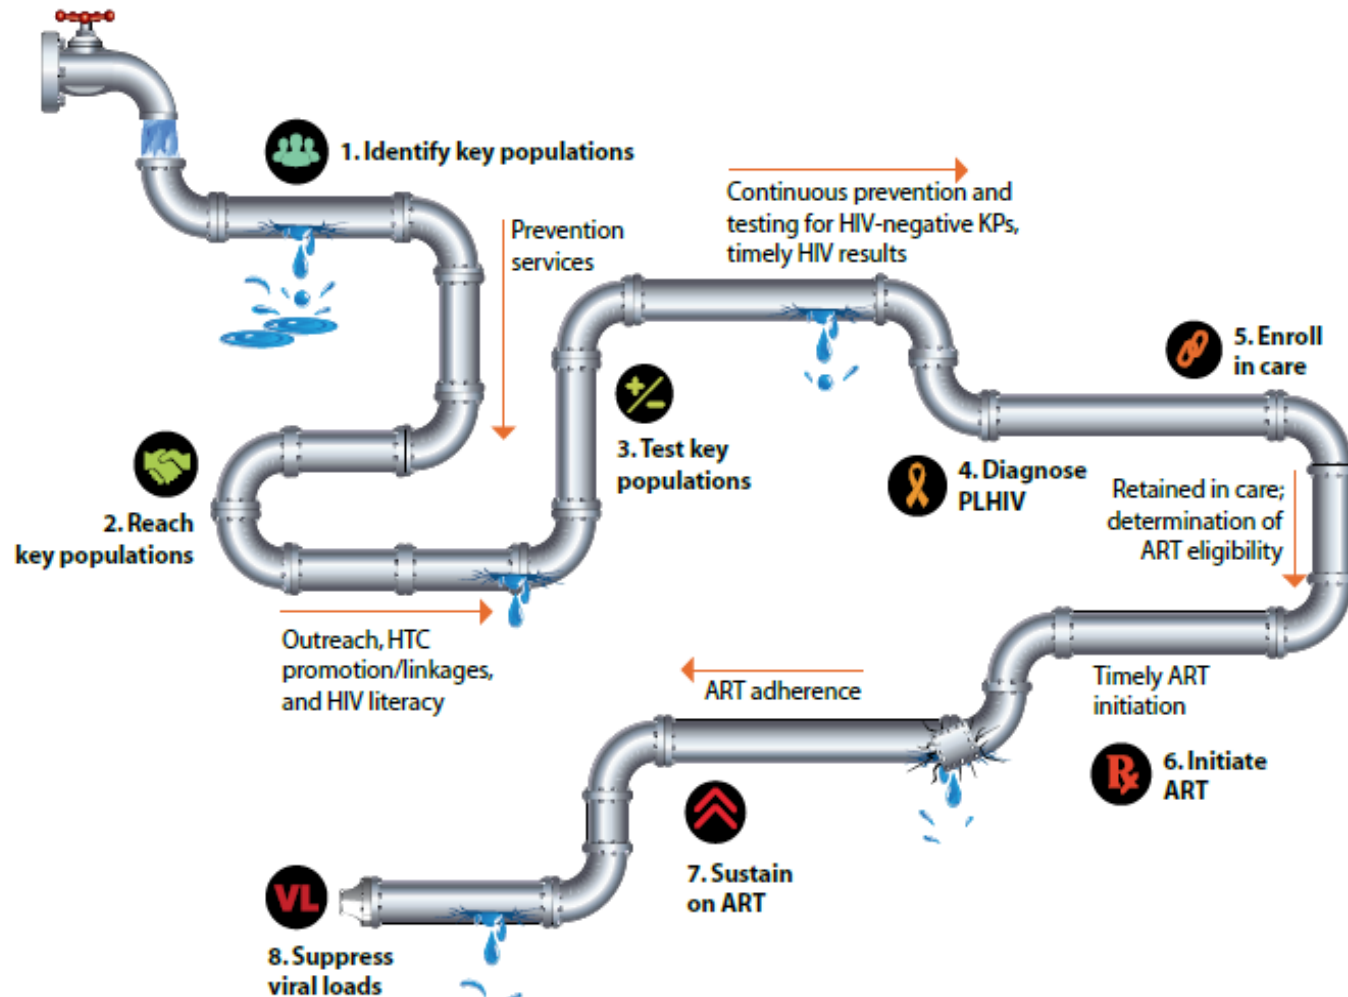 1. Identify key populations
Prevention
services
Continuous prevention and
testing for HIV-negative KPs,
timely HIV results
2. Reach
key populations
Outreach, HTC
promotion/linkages,
and HIV literacy
+/-
3. Test key
populations
4. Diagnose
PLHIV
5. Enroll
in care
Retained in care;
determination of
ART eligibility
Timely ART
initiation
Rx
6. Initiate
ART
ART adherence
7. Sustain
on ART
VL
8. Suppress
viral loads